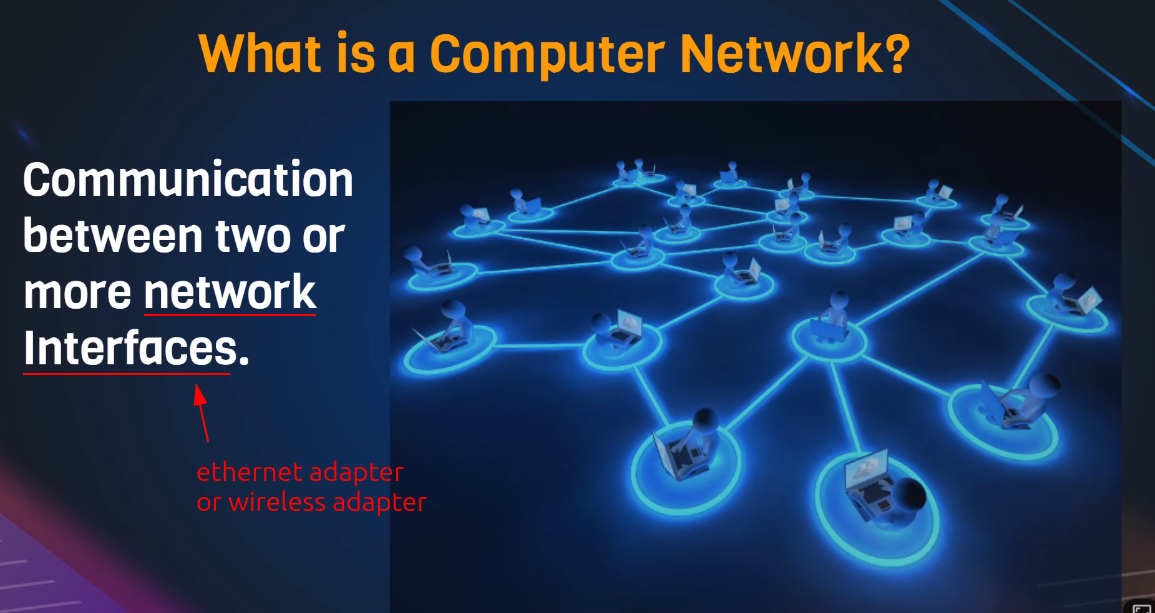 What is a Computer Network?
Communication
between two or
more network
Interfaces.
ethernet adapter
or wireless adapter